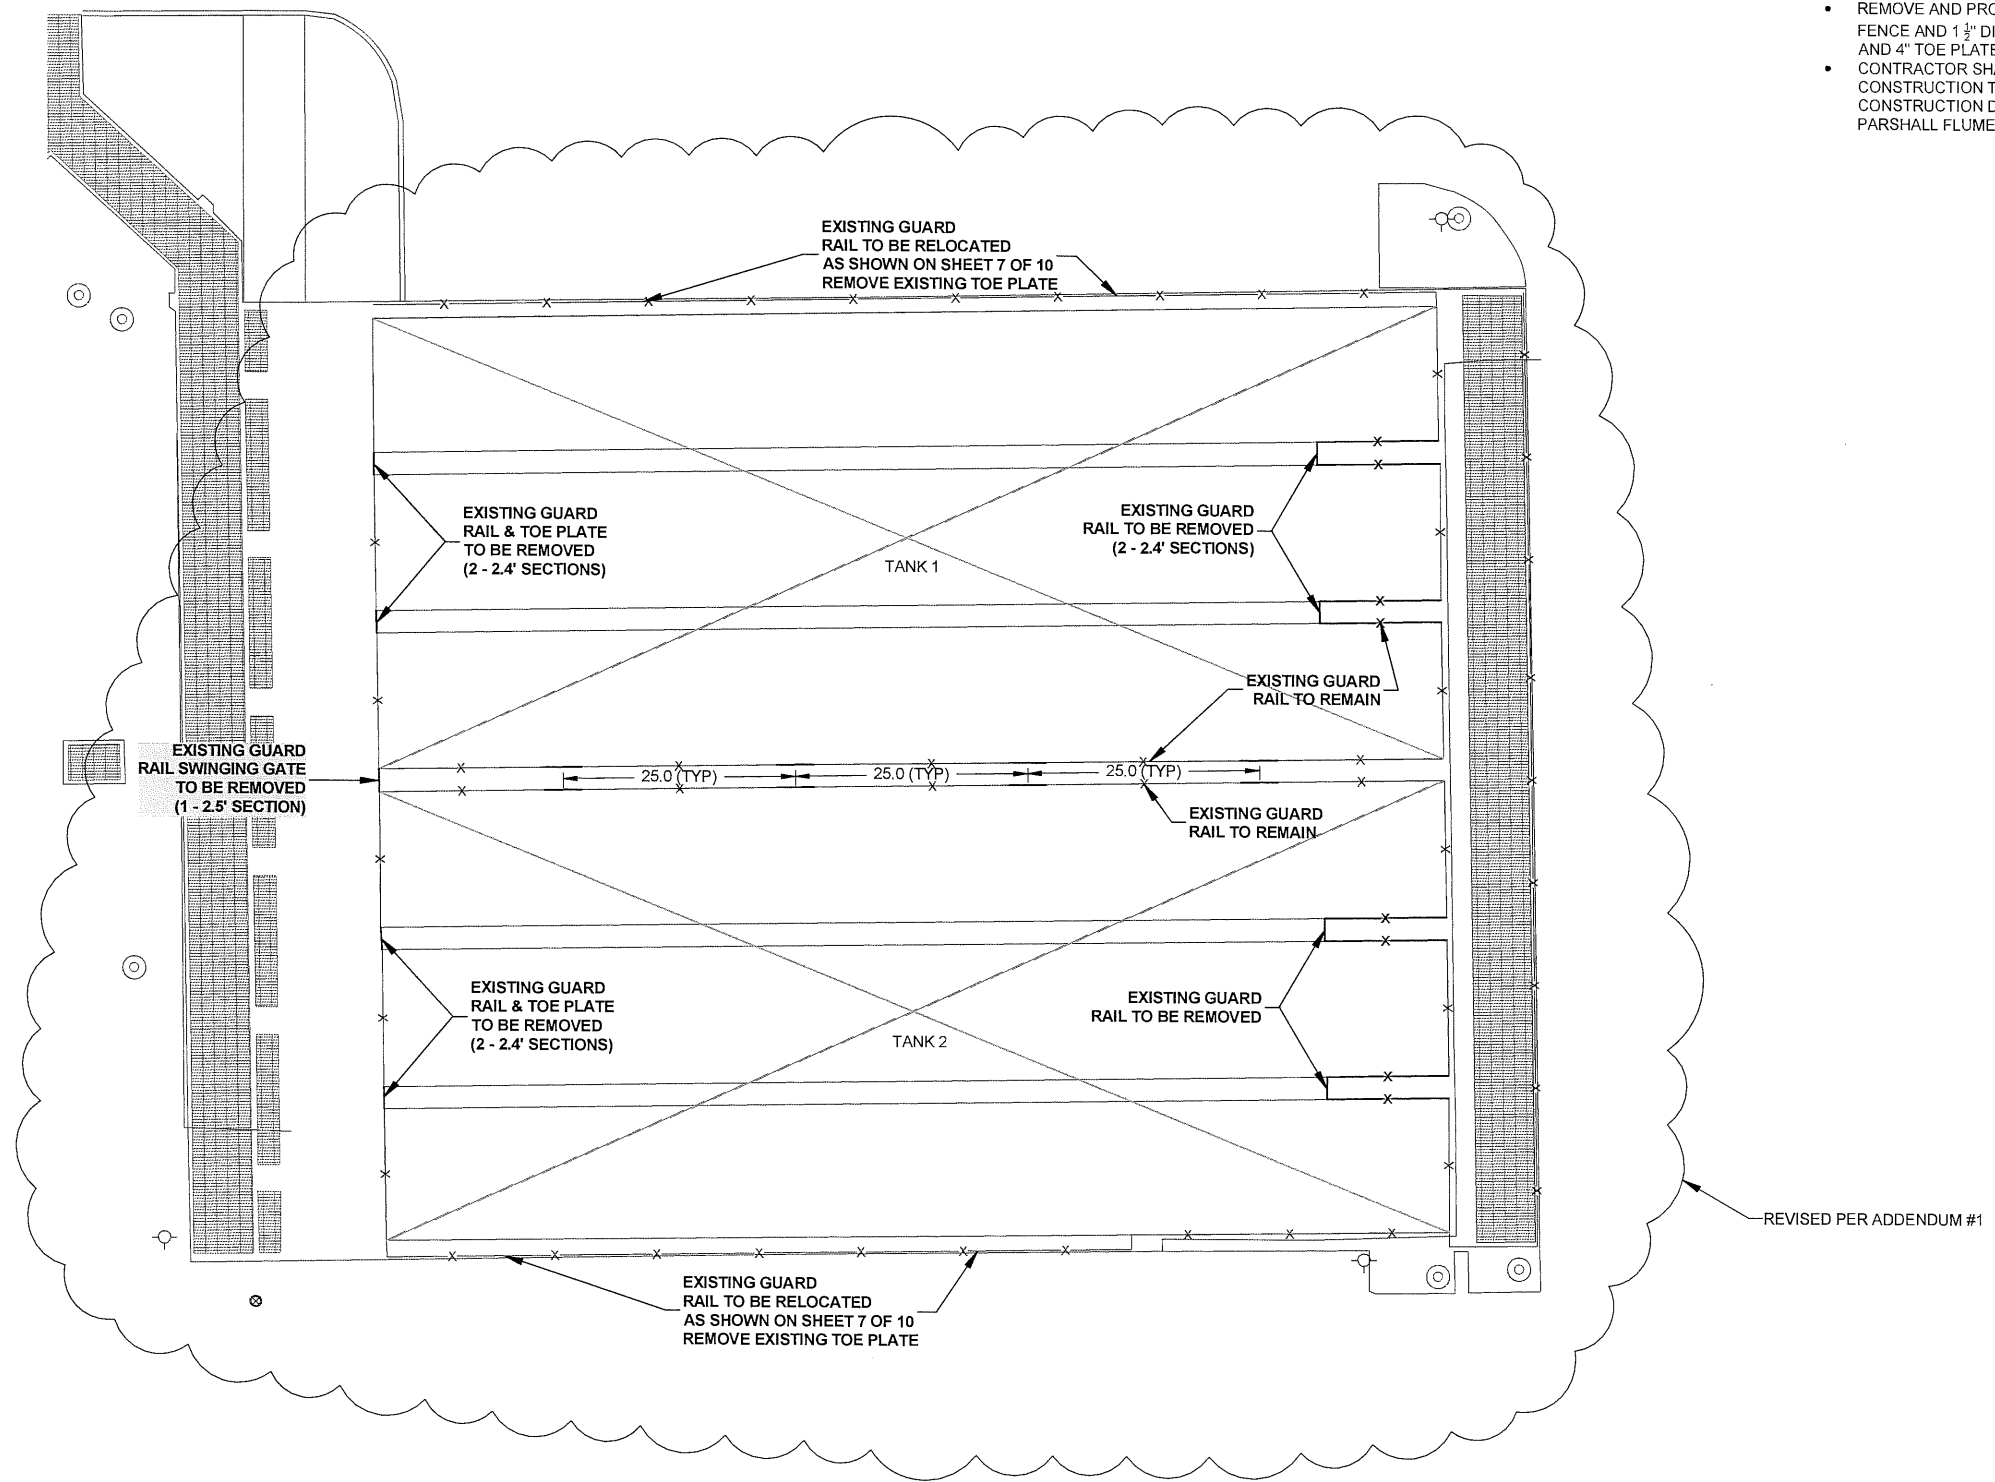 • REMOVE AND PRO
FENCE AND 1 1/2" DI
AND 4" TOE PLATE
• CONTRACTOR SHA
CONSTRUCTION T
CONSTRUCTION D
PARSHALL FLUME
EXISTING GUARD
RAIL TO BE RELOCATED
AS SHOWN ON SHEET 7 OF 10
REMOVE EXISTING TOE PLATE
EXISTING GUARD
RAIL & TOE PLATE
TO BE REMOVED
(2 - 2.4' SECTIONS)
EXISTING GUARD
RAIL TO BE REMOVED
(2 - 2.4' SECTIONS)
TANK 1
EXISTING GUARD
RAIL TO REMAIN
EXISTING GUARD
RAIL SWINGING GATE
TO BE REMOVED
(1 - 2.5' SECTION)
25.0 (TYP)
25.0 (TYP)
25.0 (TYP)
EXISTING GUARD
RAIL TO REMAIN
EXISTING GUARD
RAIL & TOE PLATE
TO BE REMOVED
(2 - 2.4' SECTIONS)
EXISTING GUARD
RAIL TO BE REMOVED
TANK 2
REVISED PER ADDENDUM #1
EXISTING GUARD
RAIL TO BE RELOCATED
AS SHOWN ON SHEET 7 OF 10
REMOVE EXISTING TOE PLATE